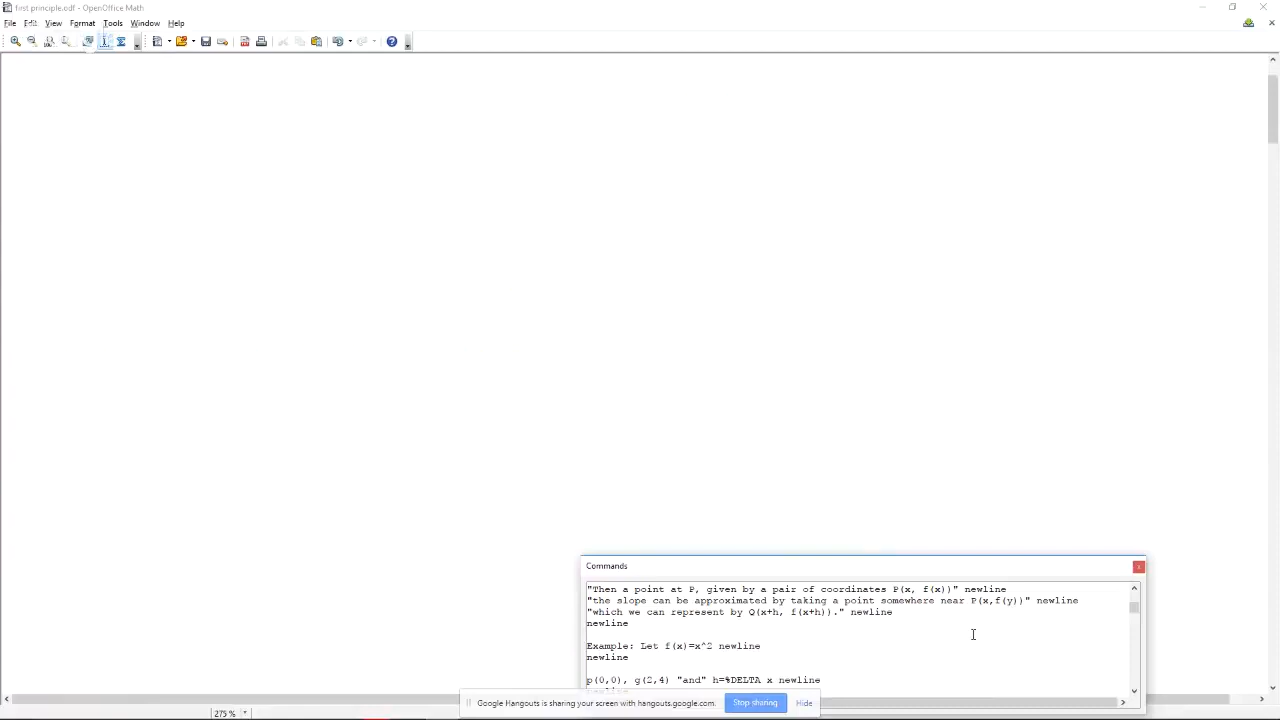 first principle.odf - OpenOffice Math
File Edit View Format Tools Window Help
Commands
"Then a point at P, given by a pair of coordinates P(x, f(x))" newline
"the slope can be approximated by taking a point somewhere near P(x,f(y))" newline
"which we can represent by Q(x+h, f(x+h))." newline
newline
Example: Let f(x)=x^2 newline
newline
p(0,0), g(2,4) "and" h=%DELTA x newline
Google Hangouts is sharing your screen with hangouts.google.com. Stop sharing Hide
275 %